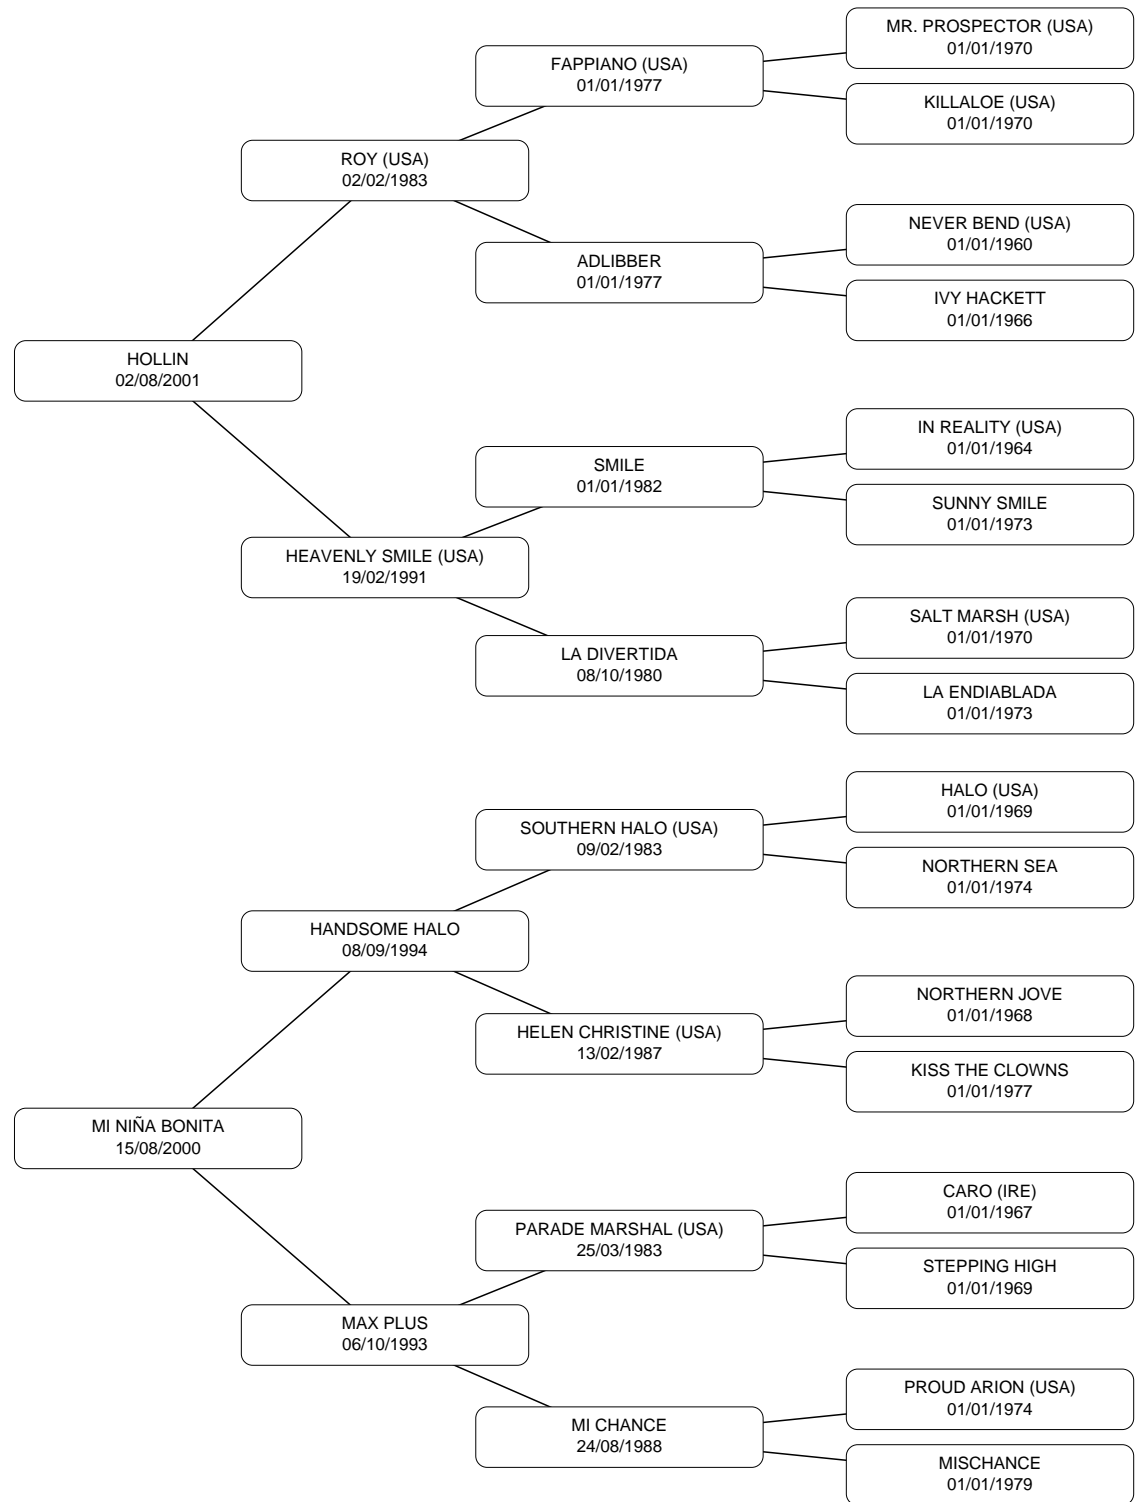 MR. PROSPECTOR (USA)
01/01/1970
FAPPIANO (USA)
01/01/1977
KILLALOE (USA)
01/01/1970
ROY (USA)
02/02/1983
NEVER BEND (USA)
01/01/1960
ADLIBBER
01/01/1977
IVY HACKETT
01/01/1966
HOLLIN
02/08/2001
IN REALITY (USA)
01/01/1964
SMILE
01/01/1982
SUNNY SMILE
01/01/1973
HEAVENLY SMILE (USA)
19/02/1991
SALT MARSH (USA)
01/01/1970
LA DIVERTIDA
08/10/1980
LA ENDIABLADA
01/01/1973
HALO (USA)
01/01/1969
SOUTHERN HALO (USA)
09/02/1983
NORTHERN SEA
01/01/1974
HANDSOME HALO
08/09/1994
NORTHERN JOVE
01/01/1968
HELEN CHRISTINE (USA)
13/02/1987
KISS THE CLOWNS
01/01/1977
MI NIÑA BONITA
15/08/2000
CARO (IRE)
01/01/1967
PARADE MARSHAL (USA)
25/03/1983
STEPPING HIGH
01/01/1969
MAX PLUS
06/10/1993
PROUD ARION (USA)
01/01/1974
MI CHANCE
24/08/1988
MISCHANCE
01/01/1979